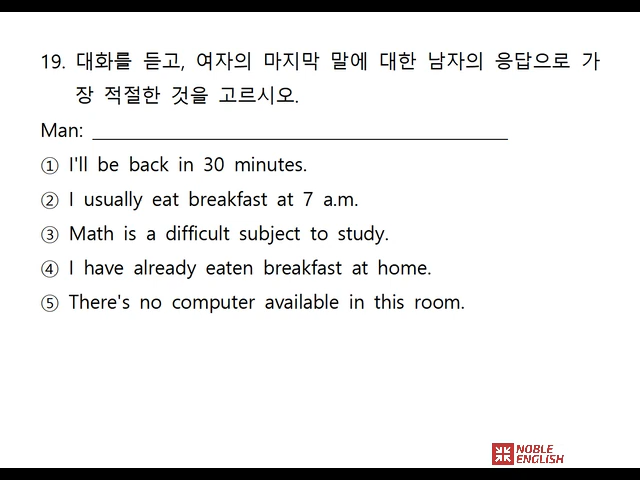 19. 대화를 듣고, 여자의 마지막 말에 대한 남자의 응답으로 가
장 적절한 것을 고르시오.
Man: ________________________________________
① I'll be back in 30 minutes.
② I usually eat breakfast at 7 a.m.
③ Math is a difficult subject to study.
④ I have already eaten breakfast at home.
⑤ There's no computer available in this room.
NOBLE
ENGLISH